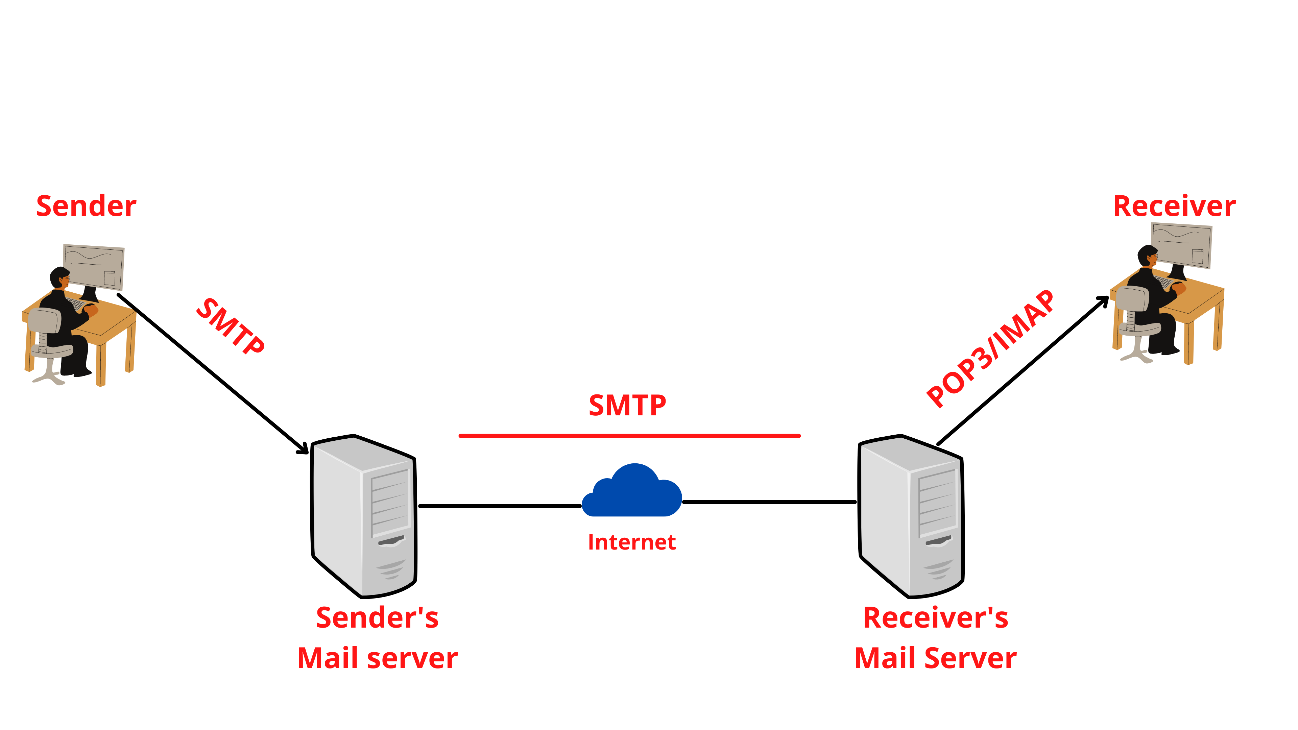 Sender
Receiver
SMTP
POP3/IMAP
SMTP
Internet
Sender's
Mail server
Receiver's
Mail Server